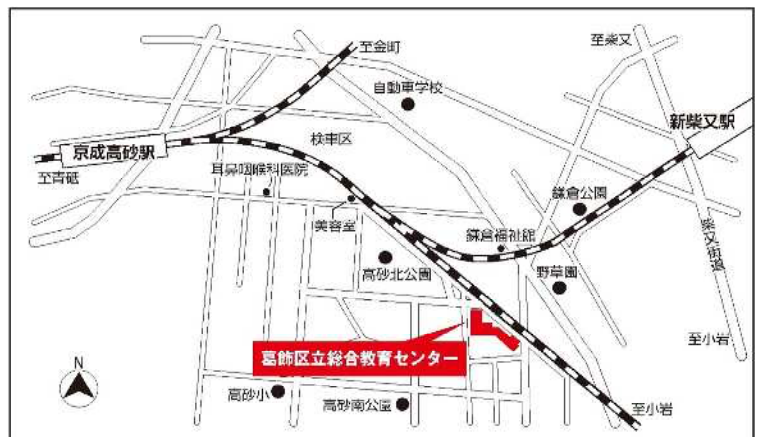 至金町
至柴又
自動車学校
新柴又駅
検車区
京成高砂駅
至青砥
耳鼻咽喉科医院
鎌倉公園
美容室
鎌倉福祉館
柴又街道
高砂北公園
野草園
至小岩
葛飾区立総合教育センター
N
高砂小
高砂南公園
至小岩